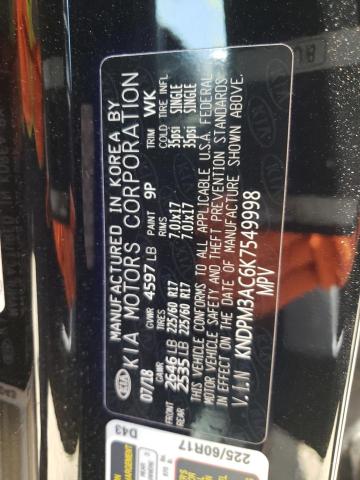 MANUFACTURED IN KOREA BY
KIA KIA MOTORS CORPORATION
07/18 GVWR 4597 LB PAINT 9P TRIM WK
GAWR RIMS COLD TIRE INFL
FRONT 2646 LB 225/60 R17 7.0Jx17 35psi SINGLE
REAR 2535 LB 225/60 R17 7.0Jx17 35psi SINGLE
THIS VEHICLE CONFORMS TO ALL APPLICABLE U.S.A. FEDERAL
MOTOR VEHICLE SAFETY AND THEFT PREVENTION STANDARDS
IN EFFECT ON THE DATE OF MANUFACTURE SHOWN ABOVE.
V.I.N KNDPM3AC6K7549998
MPV
D43
225/60R17